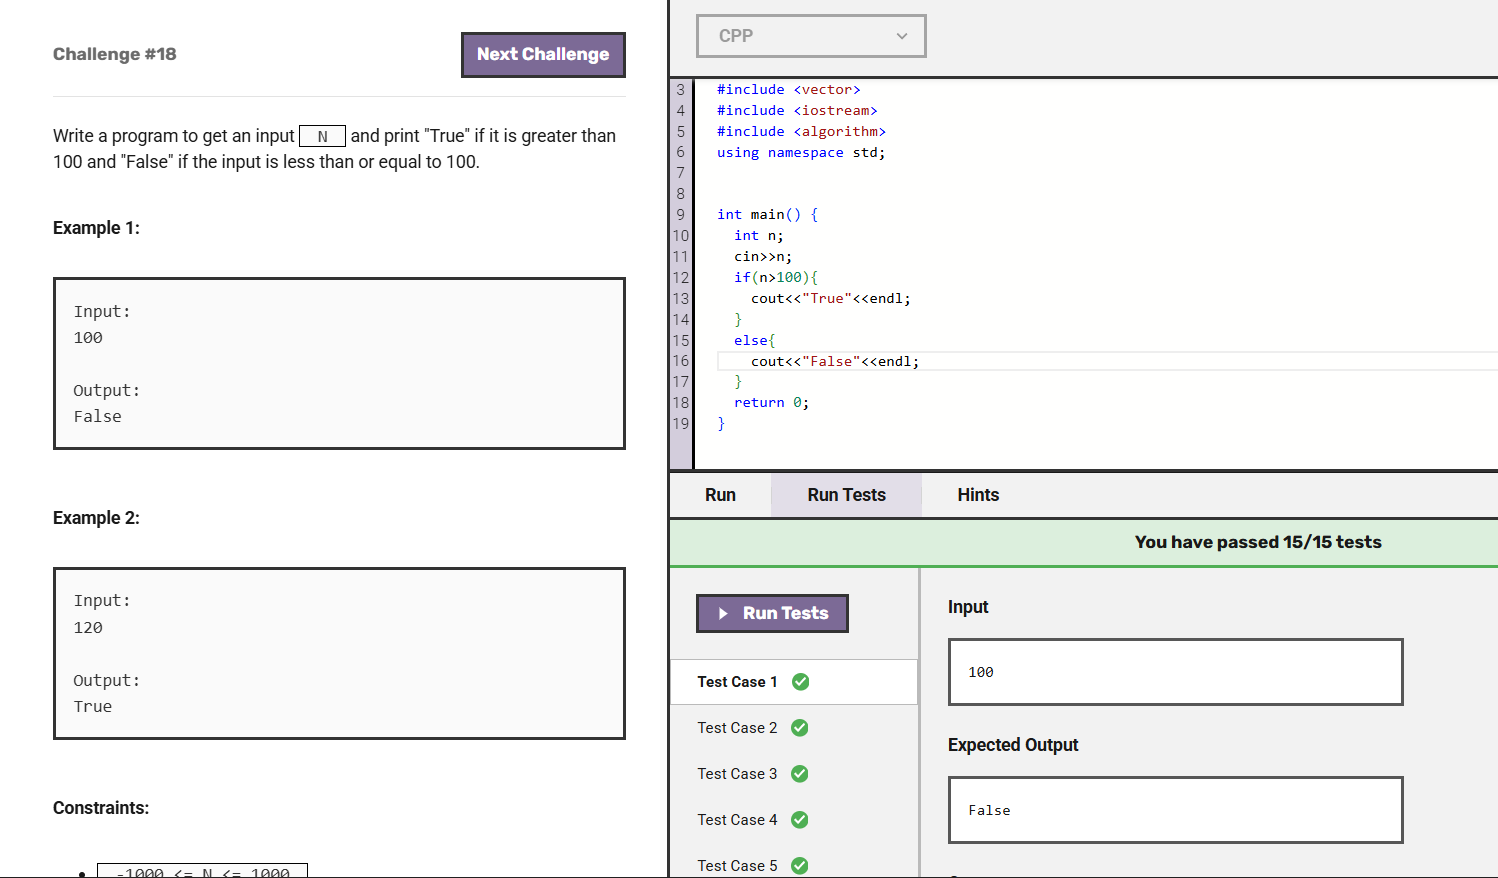 Challenge #18
Next Challenge
Write a program to get an input N and print "True" if it is greater than
100 and "False" if the input is less than or equal to 100.
Example 1:
Input:
100
Output:
False
Example 2:
Input:
120
Output:
True
Constraints:
-1000 <= N <= 1000
CPP
3 #include <vector>
4 #include <iostream>
5 #include <algorithm>
6 using namespace std;
7
8
9 int main() {
10 int n;
11 cin>>n;
12 if(n>100){
13 cout<<"True"<<endl;
14 }
15 else{
16 cout<<"False"<<endl;
17 }
18 return 0;
19 }
Run Run Tests Hints
You have passed 15/15 tests
Run Tests
Test Case 1
Test Case 2
Test Case 3
Test Case 4
Test Case 5
Input
100
Expected Output
False